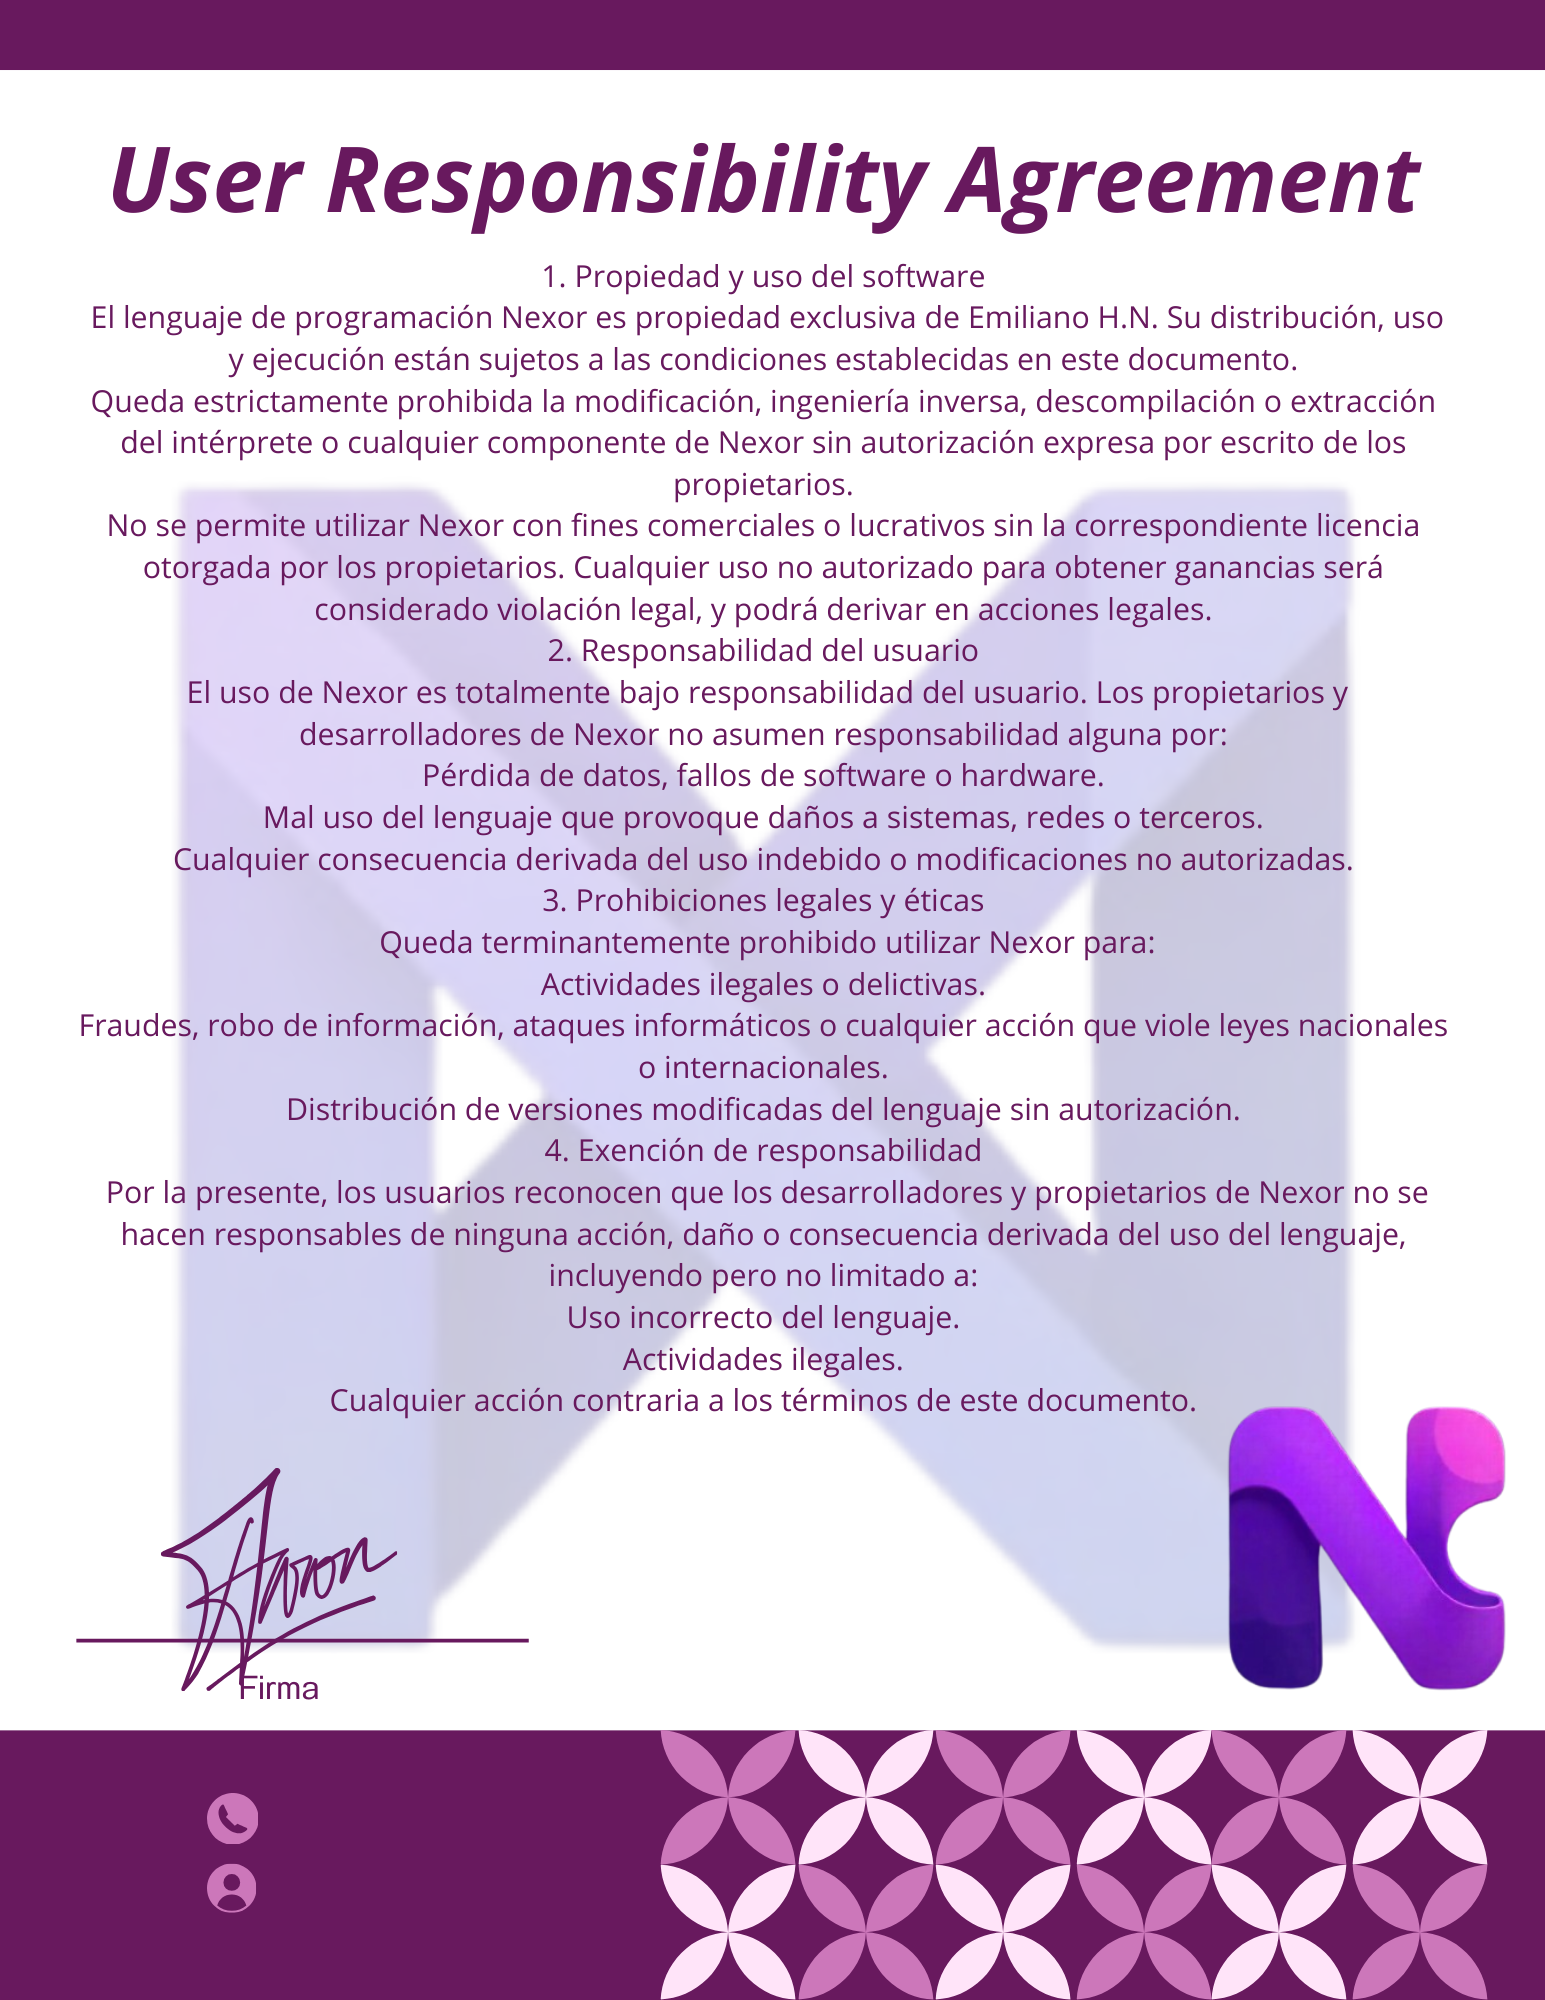 User Responsibility Agreement
1. Propiedad y uso del software
El lenguaje de programación Nexor es propiedad exclusiva de Emiliano H.N. Su distribución, uso
y ejecución están sujetos a las condiciones establecidas en este documento.
Queda estrictamente prohibida la modificación, ingeniería inversa, descompilación o extracción
del intérprete o cualquier componente de Nexor sin autorización expresa por escrito de los
propietarios.
No se permite utilizar Nexor con fines comerciales o lucrativos sin la correspondiente licencia
otorgada por los propietarios. Cualquier uso no autorizado para obtener ganancias será
considerado violación legal, y podrá derivar en acciones legales.
2. Responsabilidad del usuario
El uso de Nexor es totalmente bajo responsabilidad del usuario. Los propietarios y
desarrolladores de Nexor no asumen responsabilidad alguna por:
Pérdida de datos, fallos de software o hardware.
Mal uso del lenguaje que provoque daños a sistemas, redes o terceros.
Cualquier consecuencia derivada del uso indebido o modificaciones no autorizadas.
3. Prohibiciones legales y éticas
Queda terminantemente prohibido utilizar Nexor para:
Actividades ilegales o delictivas.
Fraudes, robo de información, ataques informáticos o cualquier acción que viole leyes nacionales
o internacionales.
Distribución de versiones modificadas del lenguaje sin autorización.
4. Exención de responsabilidad
Por la presente, los usuarios reconocen que los desarrolladores y propietarios de Nexor no se
hacen responsables de ninguna acción, daño o consecuencia derivada del uso del lenguaje,
incluyendo pero no limitado a:
Uso incorrecto del lenguaje.
Actividades ilegales.
Cualquier acción contraria a los términos de este documento.
Firma